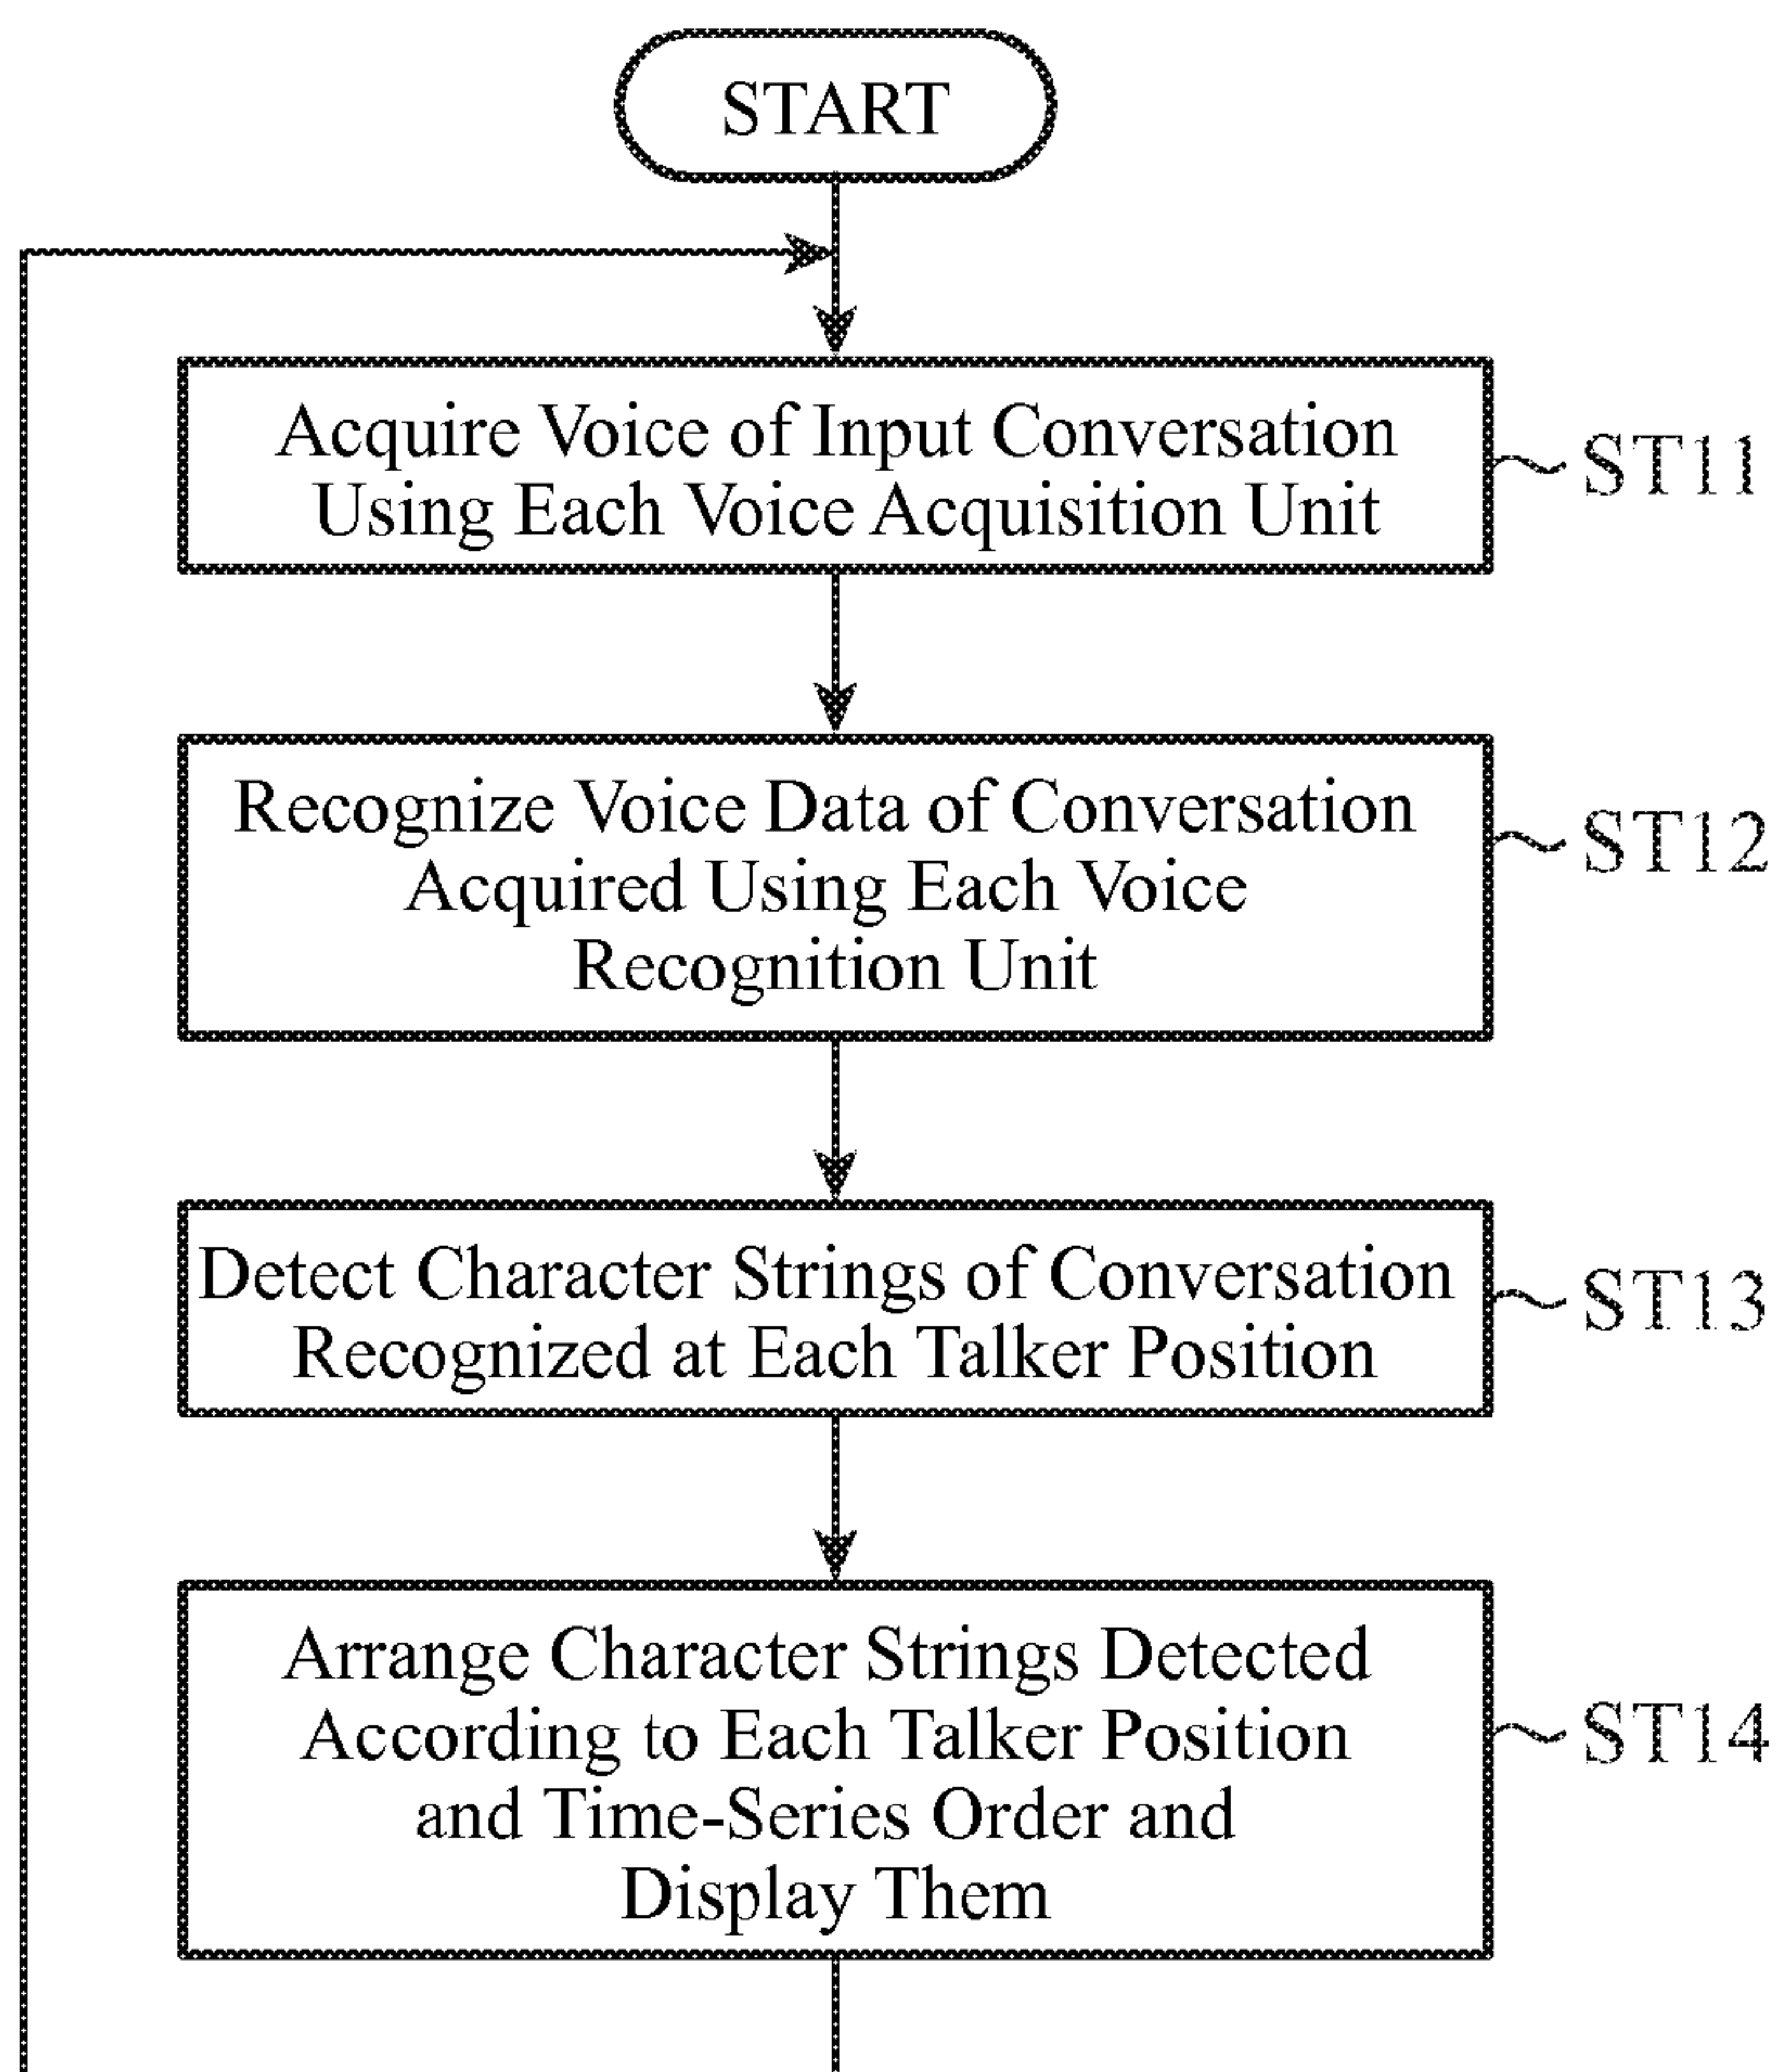 START
Acquire Voice of Input Conversation
Using Each Voice Acquisition Unit
ST11
Recognize Voice Data of Conversation
Acquired Using Each Voice
Recognition Unit
ST12
Detect Character Strings of Conversation
Recognized at Each Talker Position
ST13
Arrange Character Strings Detected
According to Each Talker Position
and Time-Series Order and
Display Them
ST14